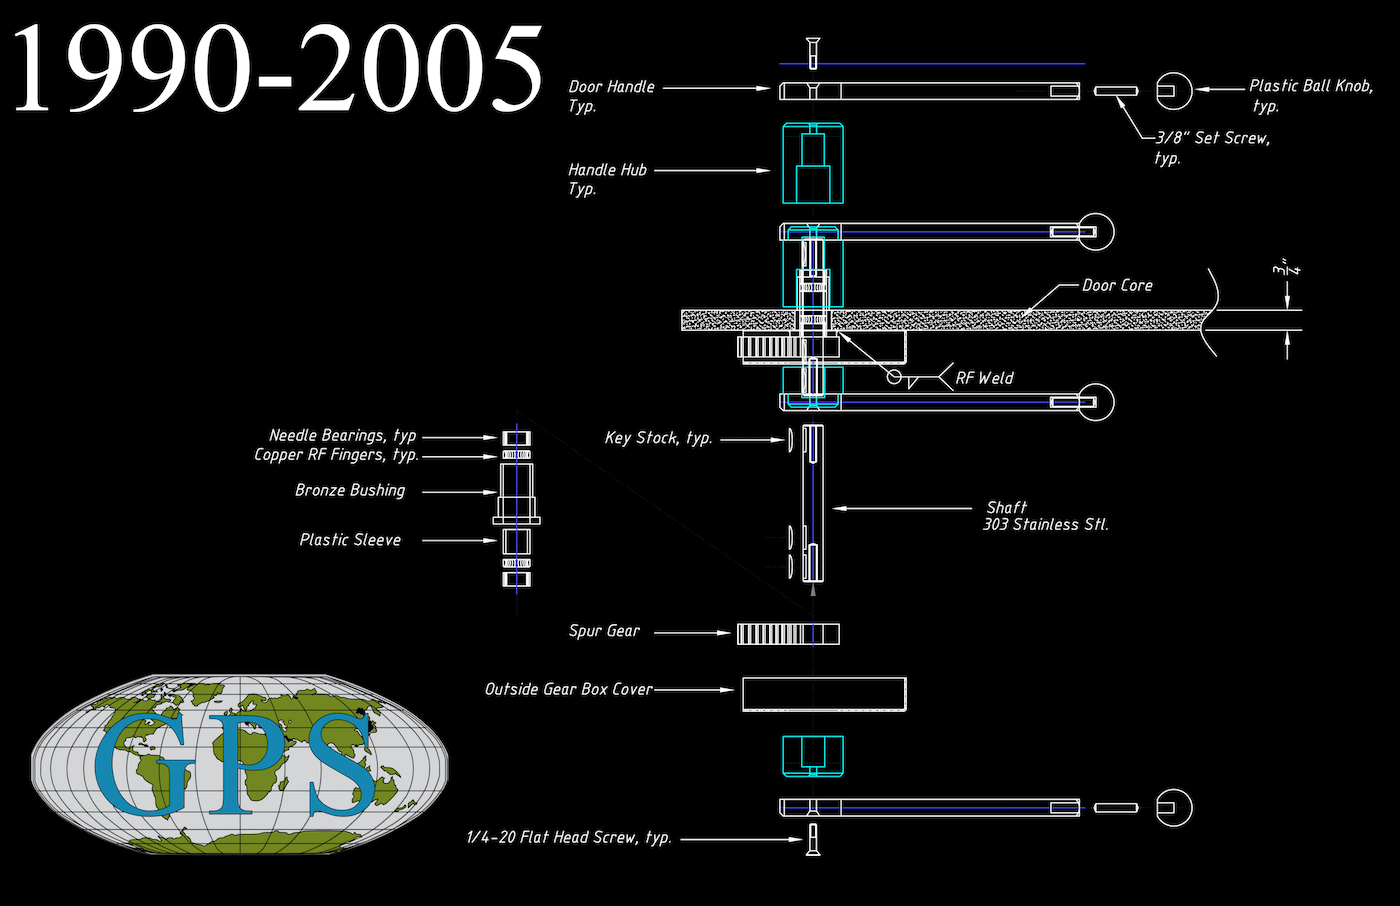 1990-2005
Door Handle
Typ.
Plastic Ball Knob,
typ.
3/8" Set Screw,
typ.
Handle Hub
Typ.
3/4"
Door Core
RF Weld
Needle Bearings, typ
Copper RF Fingers, typ.
Bronze Bushing
Plastic Sleeve
Key Stock, typ.
Shaft
303 Stainless Stl.
Spur Gear
Outside Gear Box Cover
GPS
1/4-20 Flat Head Screw, typ.